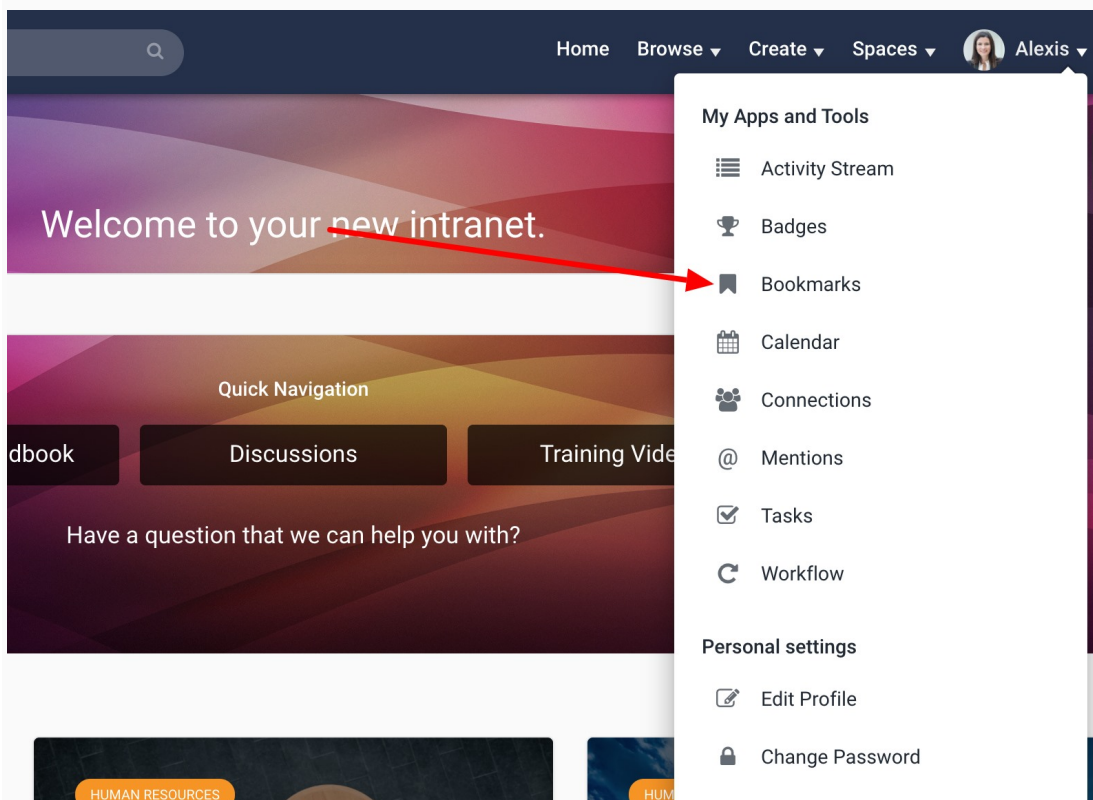 Home Browse Create Spaces Alexis
My Apps and Tools
Activity Stream
Badges
Bookmarks
Calendar
Connections
@ Mentions
Tasks
Workflow
Personal settings
Edit Profile
Change Password
Welcome to your new intranet.
Quick Navigation
dbook Discussions Training Vide
Have a question that we can help you with?
HUMAN RESOURCES HUM